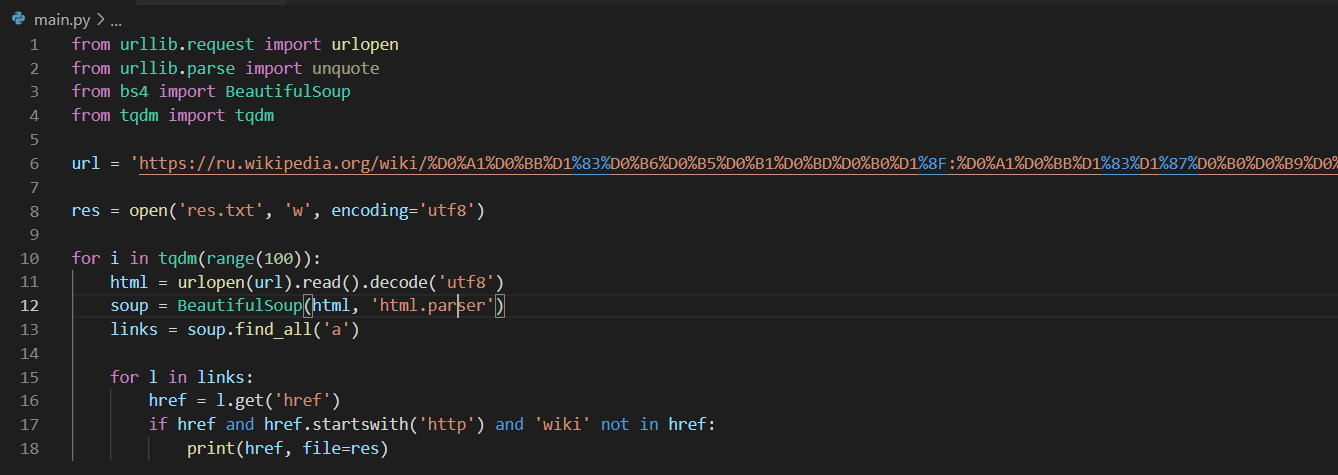 main.py > ...
1 from urllib.request import urlopen
2 from urllib.parse import unquote
3 from bs4 import BeautifulSoup
4 from tqdm import tqdm
5
6 url = 'https://ru.wikipedia.org/wiki/%D0%A1%D0%BB%D1%83%D0%B6%D0%B5%D0%B1%D0%BD%D0%B0%D1%8F:%D0%A1%D0%BB%D1%83%D1%87%D0%B0%D0%B9%D0%
7
8 res = open('res.txt', 'w', encoding='utf8')
9
10 for i in tqdm(range(100)):
11     html = urlopen(url).read().decode('utf8')
12     soup = BeautifulSoup(html, 'html.parser')
13     links = soup.find_all('a')
14
15     for l in links:
16         href = l.get('href')
17         if href and href.startswith('http') and 'wiki' not in href:
18             print(href, file=res)